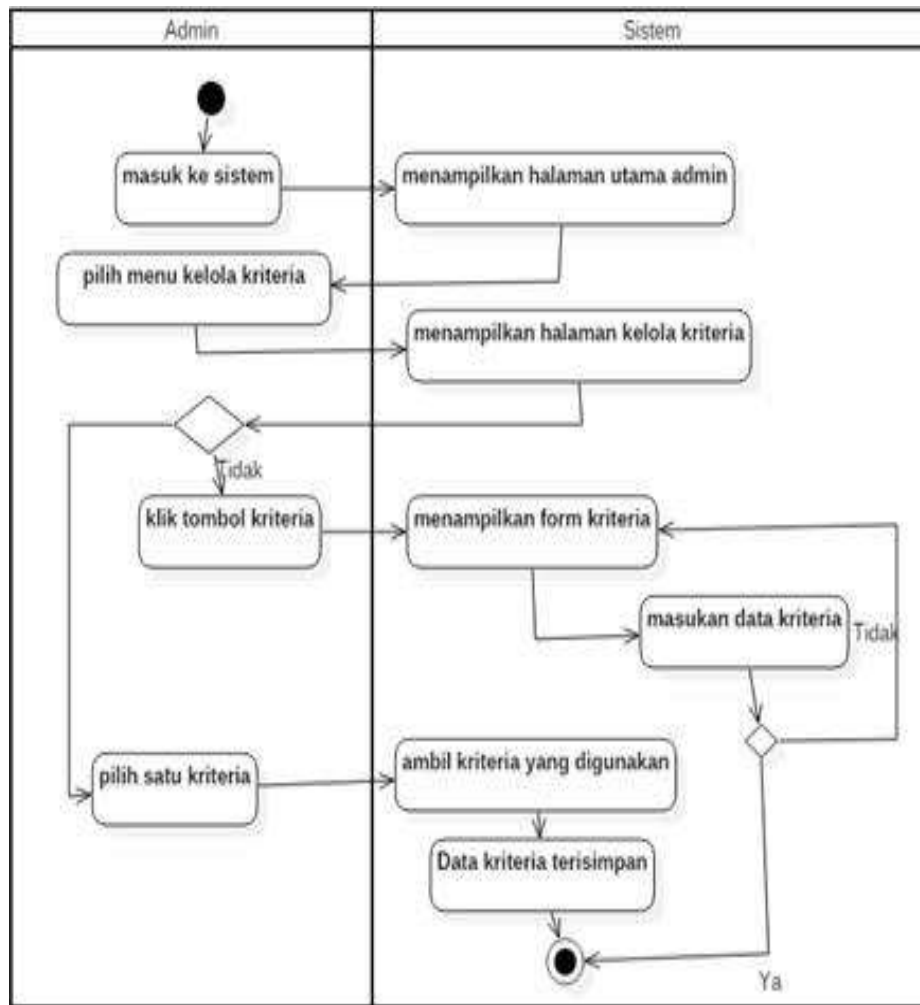 Admin
Sistem
masuk ke sistem
menampilkan halaman utama admin
pilih menu kelola kriteria
menampilkan halaman kelola kriteria
Tidak
klik tombol kriteria
menampilkan form kriteria
masukan data kriteria
Tidak
pilih satu kriteria
ambil kriteria yang digunakan
Data kriteria tersimpan
Ya